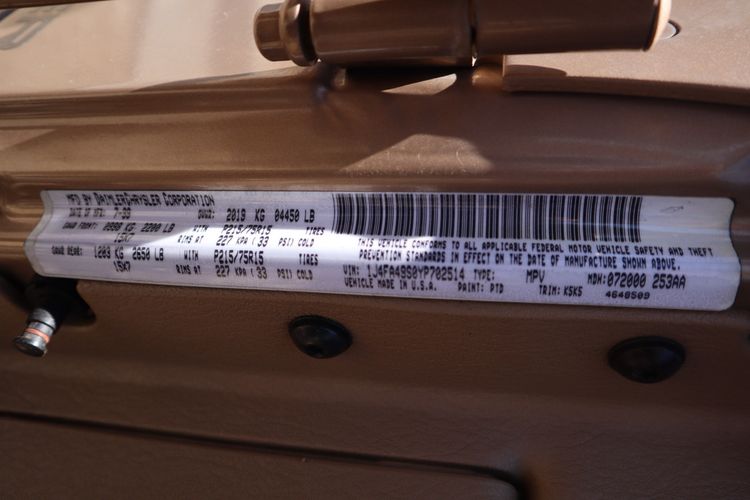 MFD BY DAIMLERCHRYSLER CORPORATION
DATE OF MFR: 7-99 GVWR: 2019 KG 04450 LB
GAWR FRONT: 0998 KG 2200 LB WITH P215/75R15 TIRES
15X7 RIMS AT 227 KPA ( 33 PSI) COLD
GAWR REAR: 1203 KG 2650 LB WITH P215/75R15 TIRES
15X7 RIMS AT 227 KPA ( 33 PSI) COLD
THIS VEHICLE CONFORMS TO ALL APPLICABLE FEDERAL MOTOR VEHICLE SAFETY AND THEFT
PREVENTION STANDARDS IN EFFECT ON THE DATE OF MANUFACTURE SHOWN ABOVE.
VIN: 1J4FA49S0YP702514 TYPE: MPV MDH:072000 253AA
VEHICLE MADE IN U.S.A. PAINT: PTD TRIM: K5K5 4648509